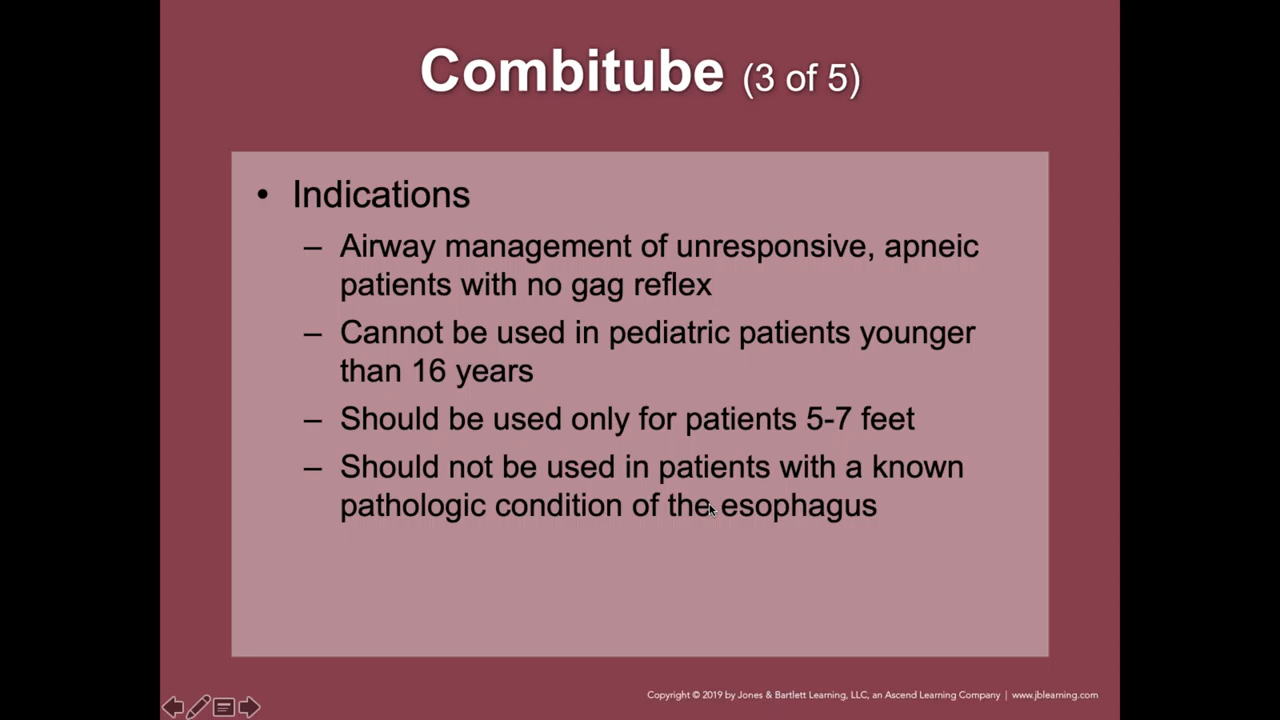 Combitube (3 of 5)
• Indications
– Airway management of unresponsive, apneic
patients with no gag reflex
– Cannot be used in pediatric patients younger
than 16 years
– Should be used only for patients 5-7 feet
– Should not be used in patients with a known
pathologic condition of the esophagus
Copyright © 2019 by Jones & Bartlett Learning, LLC, an Ascend Learning Company | www.jblearning.com